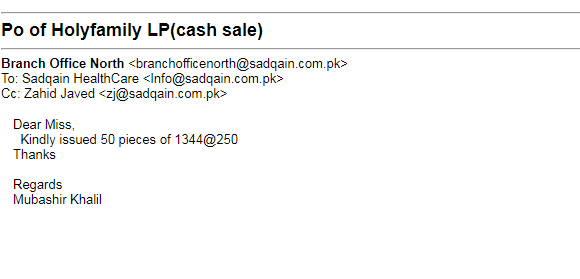 Po of Holyfamily LP(cash sale)
Branch Office North <branchofficenorth@sadqain.com.pk>
To: Sadqain HealthCare <Info@sadqain.com.pk>
Cc: Zahid Javed <zj@sadqain.com.pk>
Dear Miss,
Kindly issued 50 pieces of 1344@250
Thanks
Regards
Mubashir Khalil